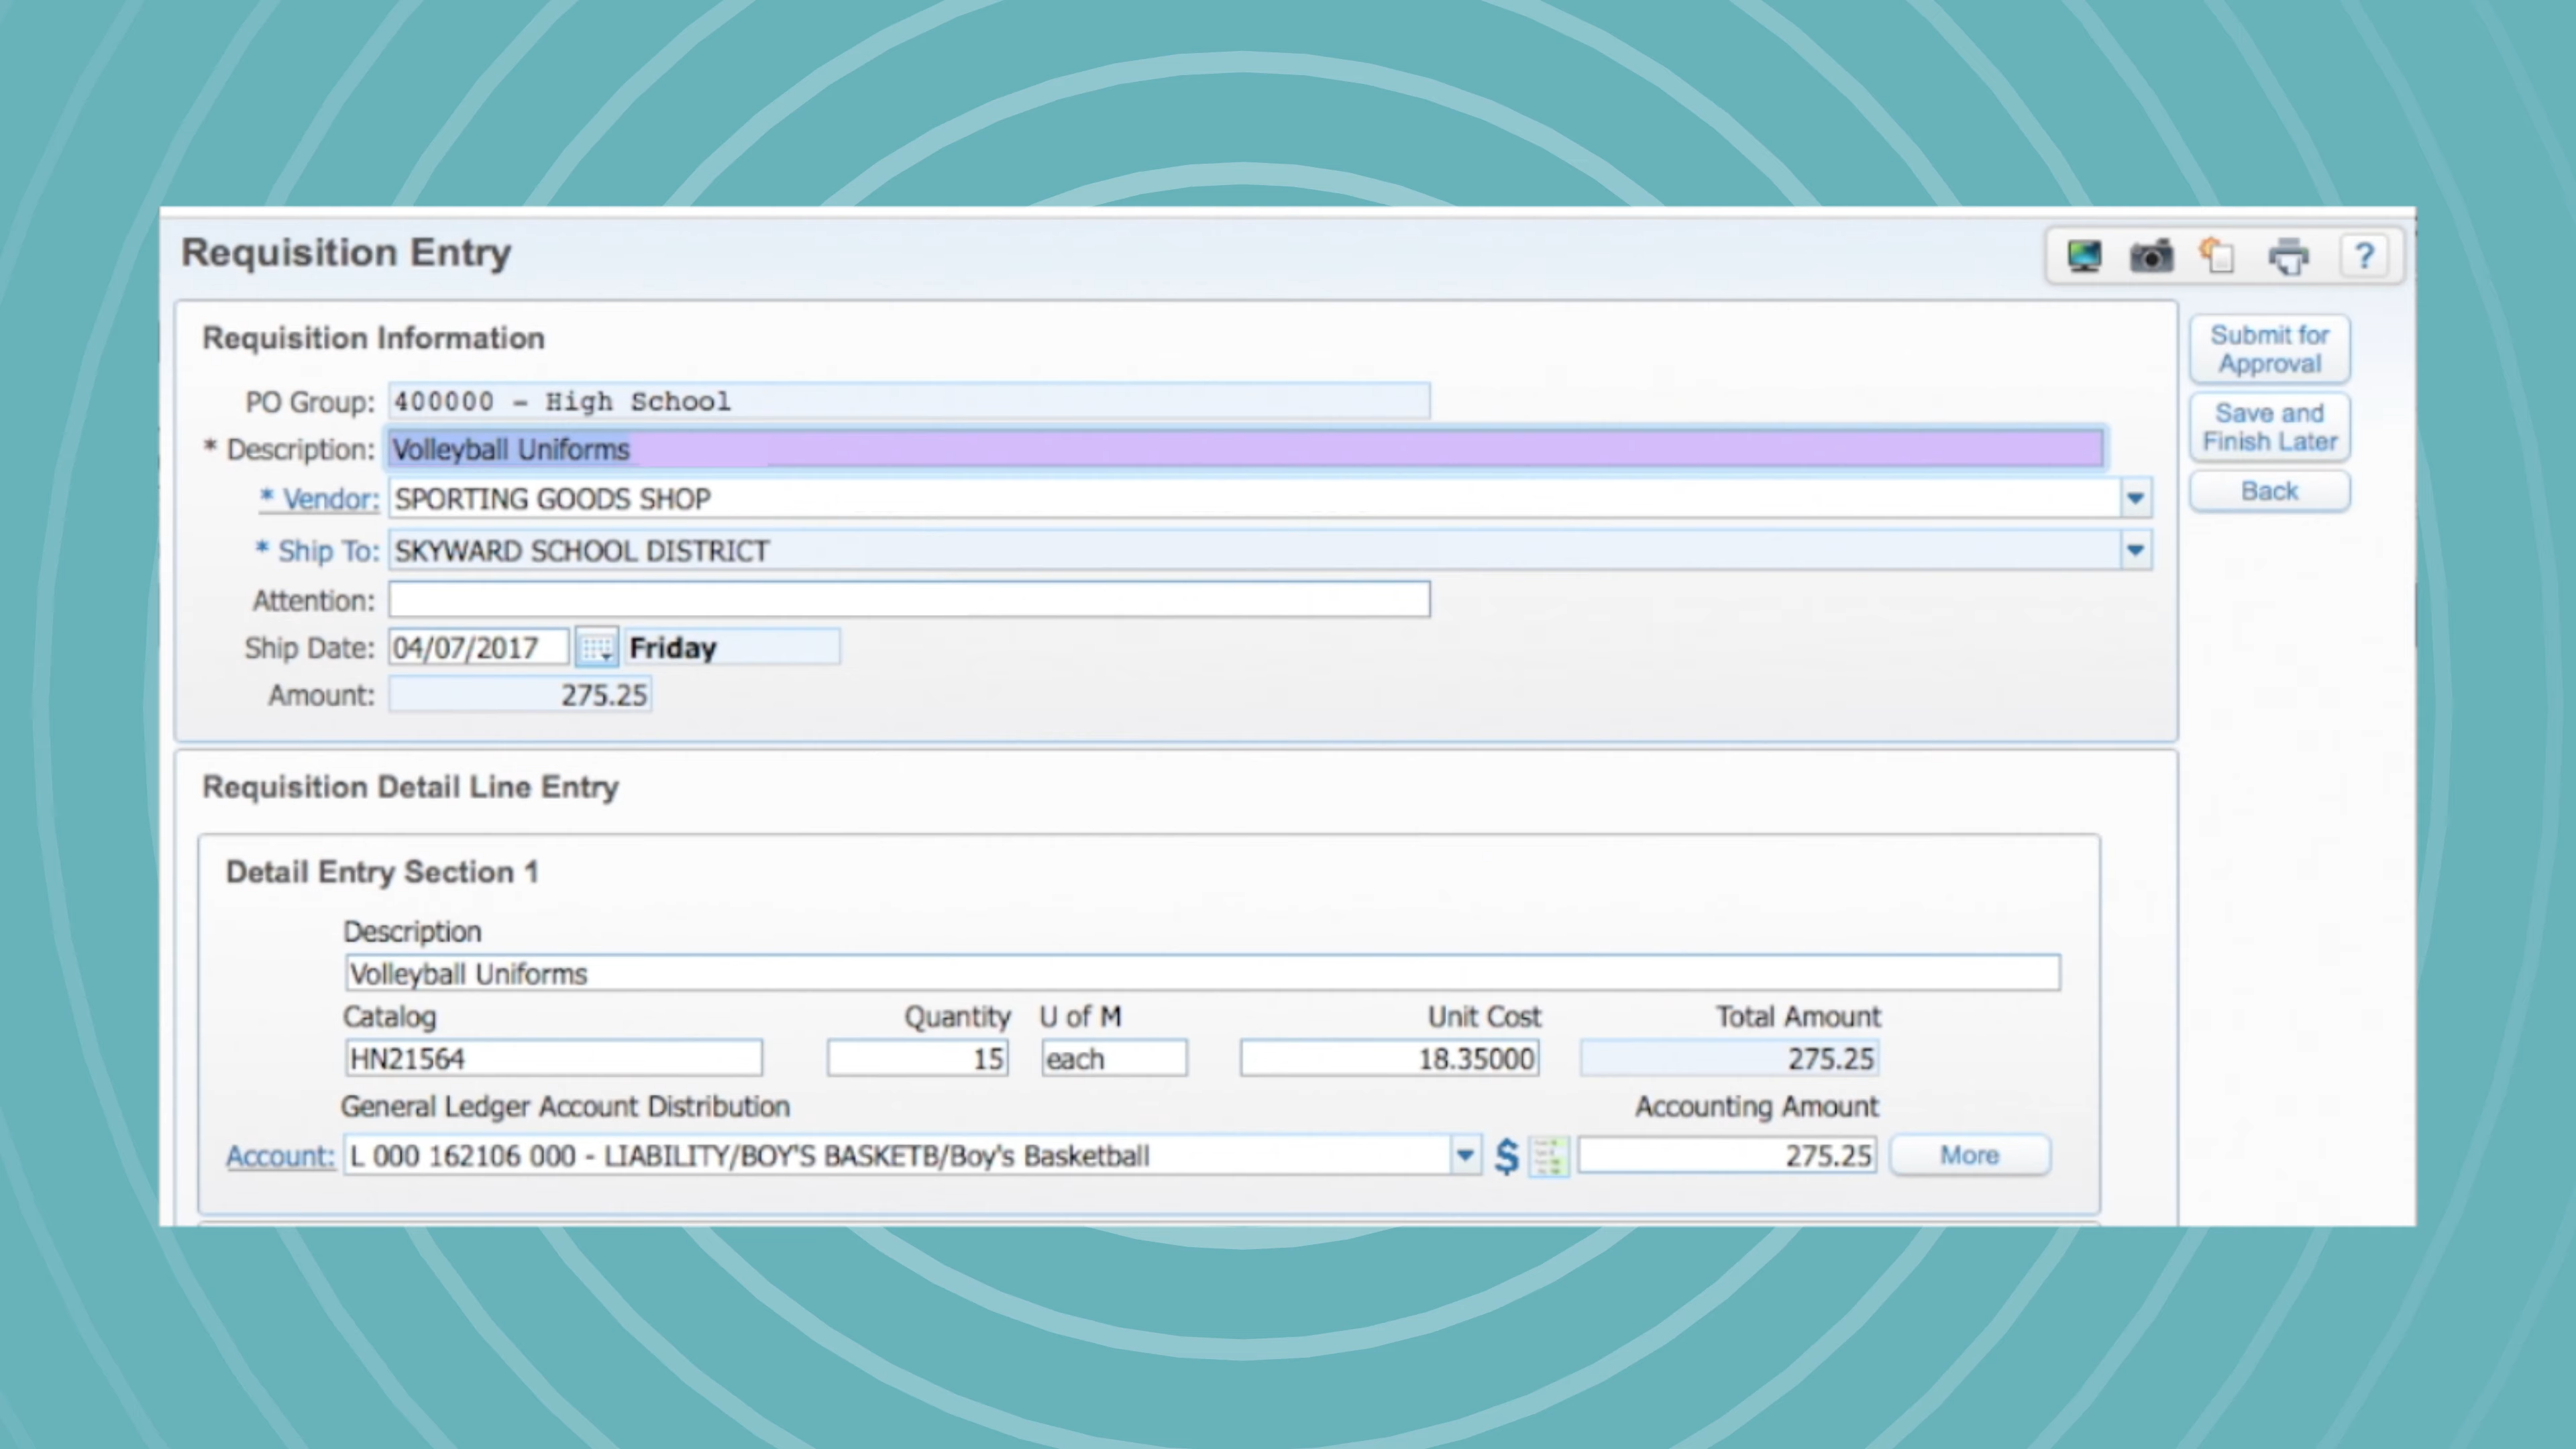 Requisition Entry
?
Requisition Information
Submit for
Approval
PO Group: 400000 - High School
Save and
Finish Later
* Description: Volleyball Uniforms
* Vendor: SPORTING GOODS SHOP
Back
* Ship To: SKYWARD SCHOOL DISTRICT
Attention:
Ship Date: 04/07/2017 Friday
Amount: 275.25
Requisition Detail Line Entry
Detail Entry Section 1
Description
Volleyball Uniforms
Catalog Quantity U of M Unit Cost Total Amount
HN21564 15 each 18.35000 275.25
General Ledger Account Distribution Accounting Amount
Account: L 000 162106 000 - LIABILITY/BOY'S BASKETB/Boy's Basketball $ 275.25 More